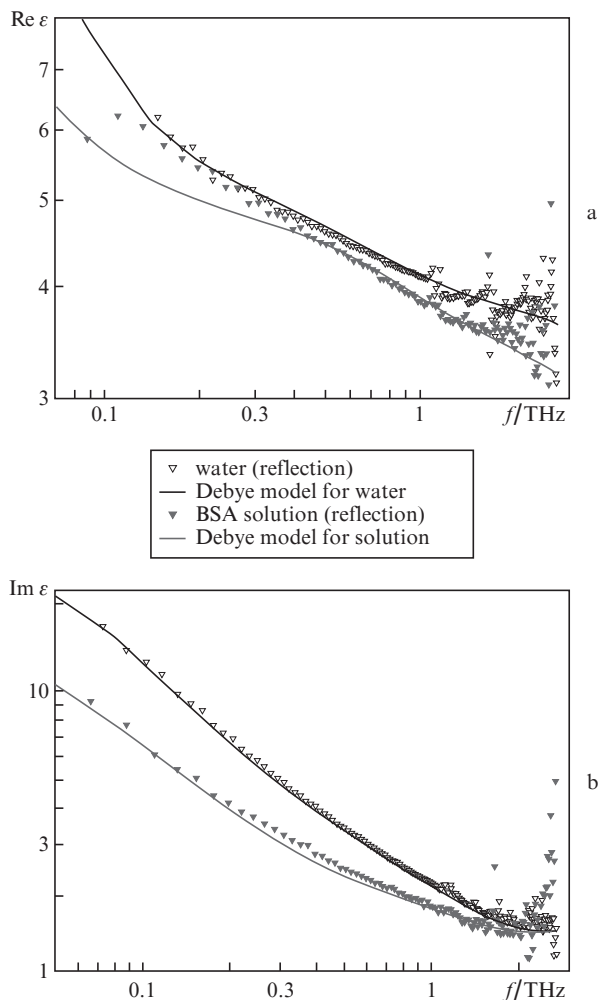 Re ε
7
6
5
4
3
0.1 0.3 1 f/THz
a
water (reflection)
Debye model for water
BSA solution (reflection)
Debye model for solution
Im ε
10
3
1
0.1 0.3 1 f/THz
b